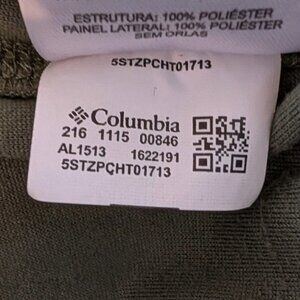 ESTRUTURA: 100% POLIÉSTER
PAINEL LATERAL: 100% POLIÉSTER
SEM ORLAS
5STZPCHT01713
Columbia
216 1115 00846
AL1513 1622191
5STZPCHT01713